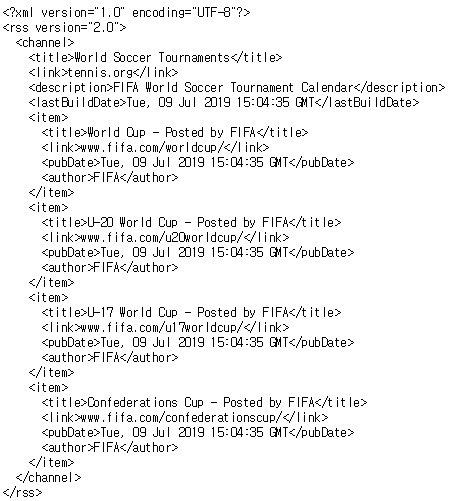 <?xml version="1.0" encoding="UTF-8"?>
<rss version="2.0">
  <channel>
    <title>World Soccer Tournaments</title>
    <link>tennis.org</link>
    <description>FIFA World Soccer Tournament Calendar</description>
    <lastBuildDate>Tue, 09 Jul 2019 15:04:35 GMT</lastBuildDate>
    <item>
      <title>World Cup - Posted by FIFA</title>
      <link>www.fifa.com/worldcup/</link>
      <pubDate>Tue, 09 Jul 2019 15:04:35 GMT</pubDate>
      <author>FIFA</author>
    </item>
    <item>
      <title>U-20 World Cup - Posted by FIFA</title>
      <link>www.fifa.com/u20worldcup/</link>
      <pubDate>Tue, 09 Jul 2019 15:04:35 GMT</pubDate>
      <author>FIFA</author>
    </item>
    <item>
      <title>U-17 World Cup - Posted by FIFA</title>
      <link>www.fifa.com/u17worldcup/</link>
      <pubDate>Tue, 09 Jul 2019 15:04:35 GMT</pubDate>
      <author>FIFA</author>
    </item>
    <item>
      <title>Confederations Cup - Posted by FIFA</title>
      <link>www.fifa.com/confederationscup/</link>
      <pubDate>Tue, 09 Jul 2019 15:04:35 GMT</pubDate>
      <author>FIFA</author>
    </item>
  </channel>
</rss>